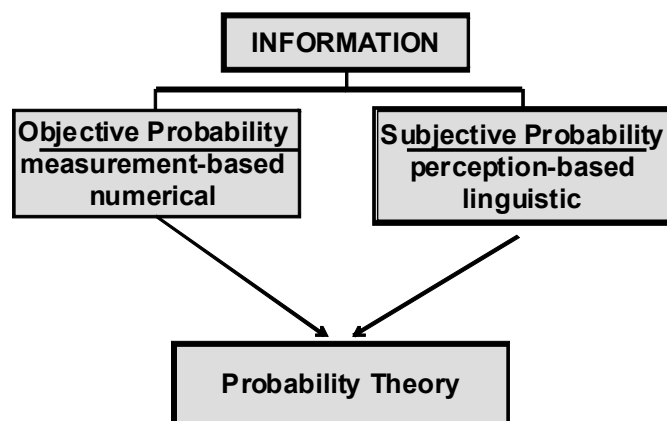 INFORMATION
Objective Probability
measurement-based
numerical
Subjective Probability
perception-based
linguistic
Probability Theory